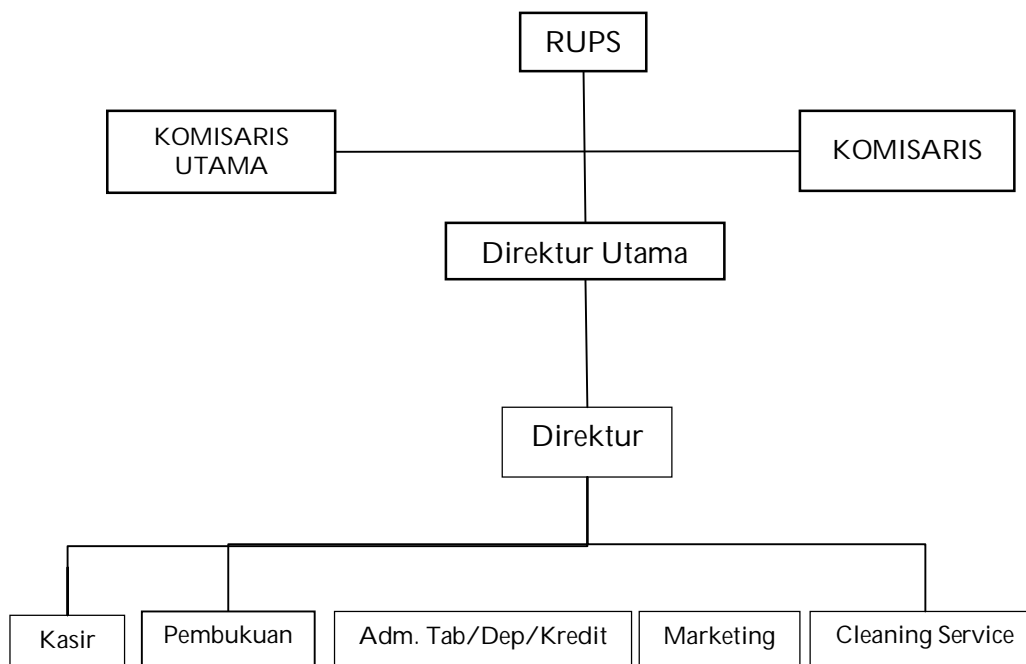 RUPS
KOMISARIS
UTAMA
KOMISARIS
Direktur Utama
Direktur
Kasir
Pembukuan
Adm. Tab/Dep/Kredit
Marketing
Cleaning Service